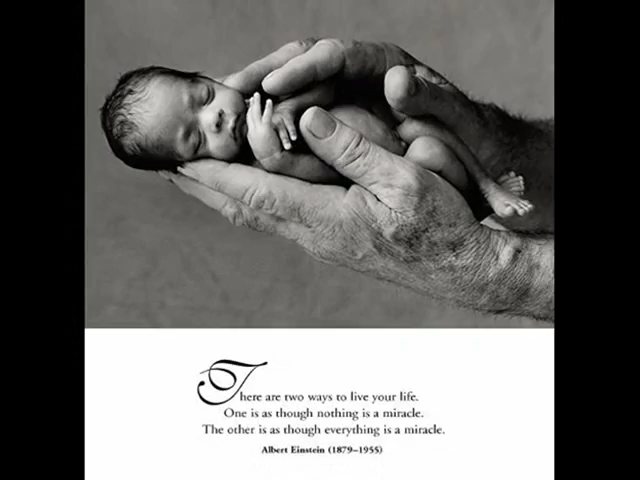 There are two ways to live your life.
One is as though nothing is a miracle.
The other is as though everything is a miracle.
Albert Einstein (1879–1955)